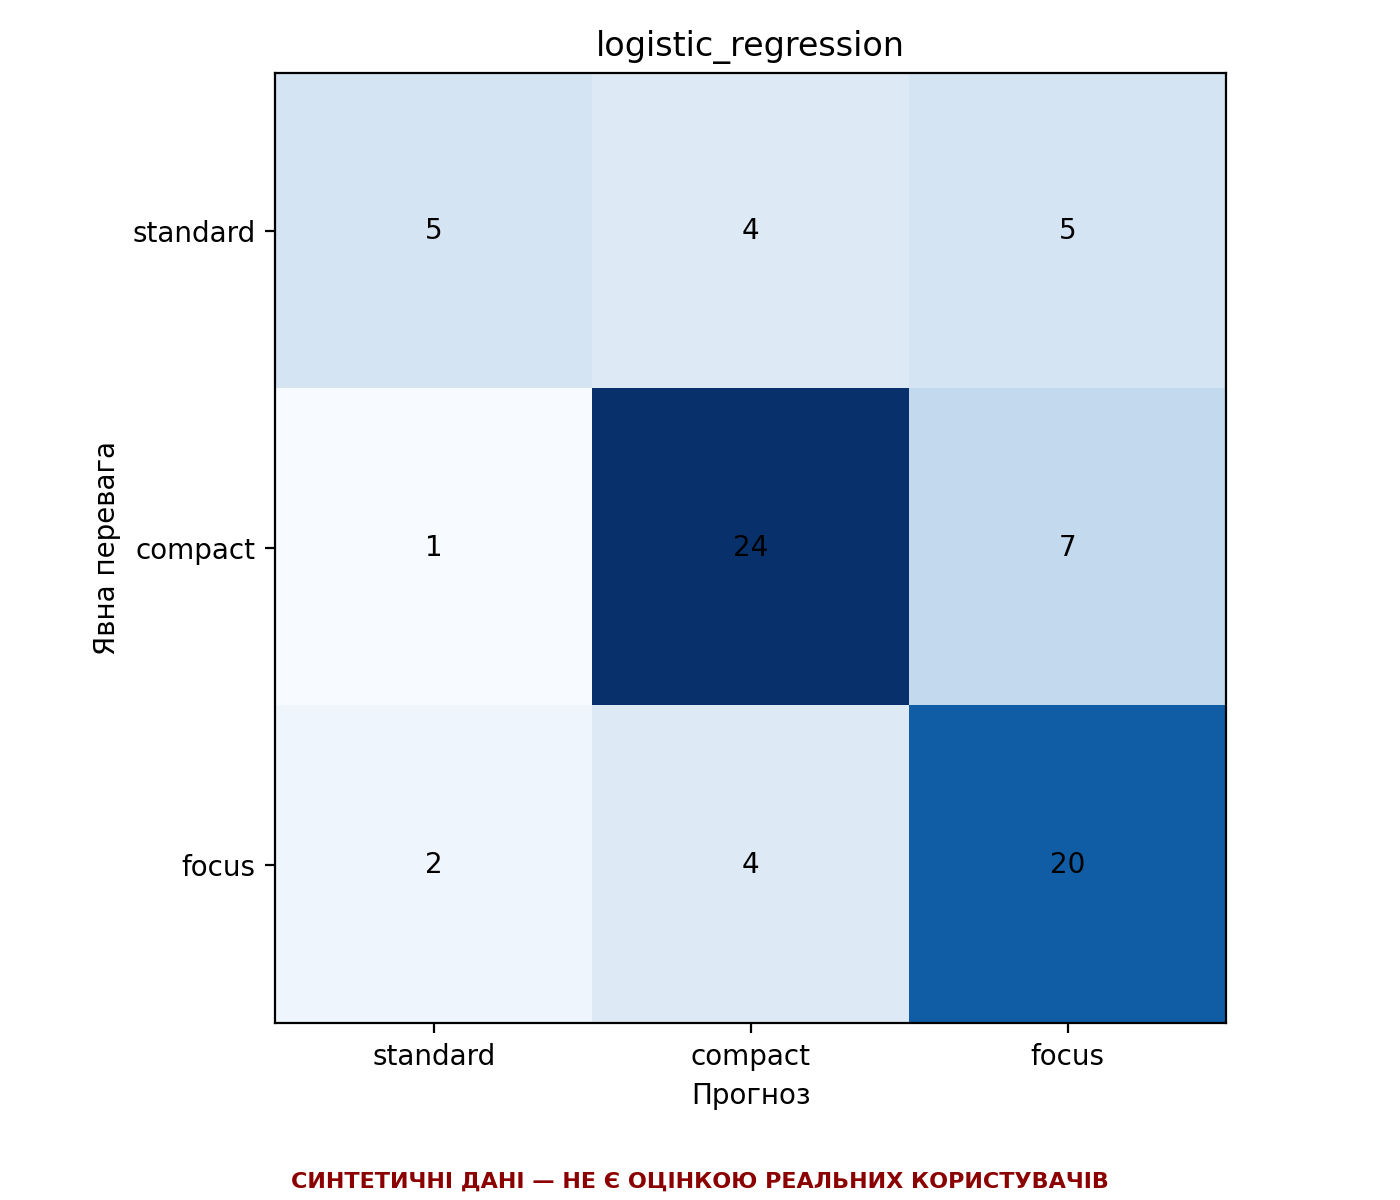 logistic_regression
standard 5 4 5
compact 1 24 7
focus 2 4 20
Явна перевага
standard compact focus
Прогноз
СИНТЕТИЧНІ ДАНІ — НЕ Є ОЦІНКОЮ РЕАЛЬНИХ КОРИСТУВАЧІВ